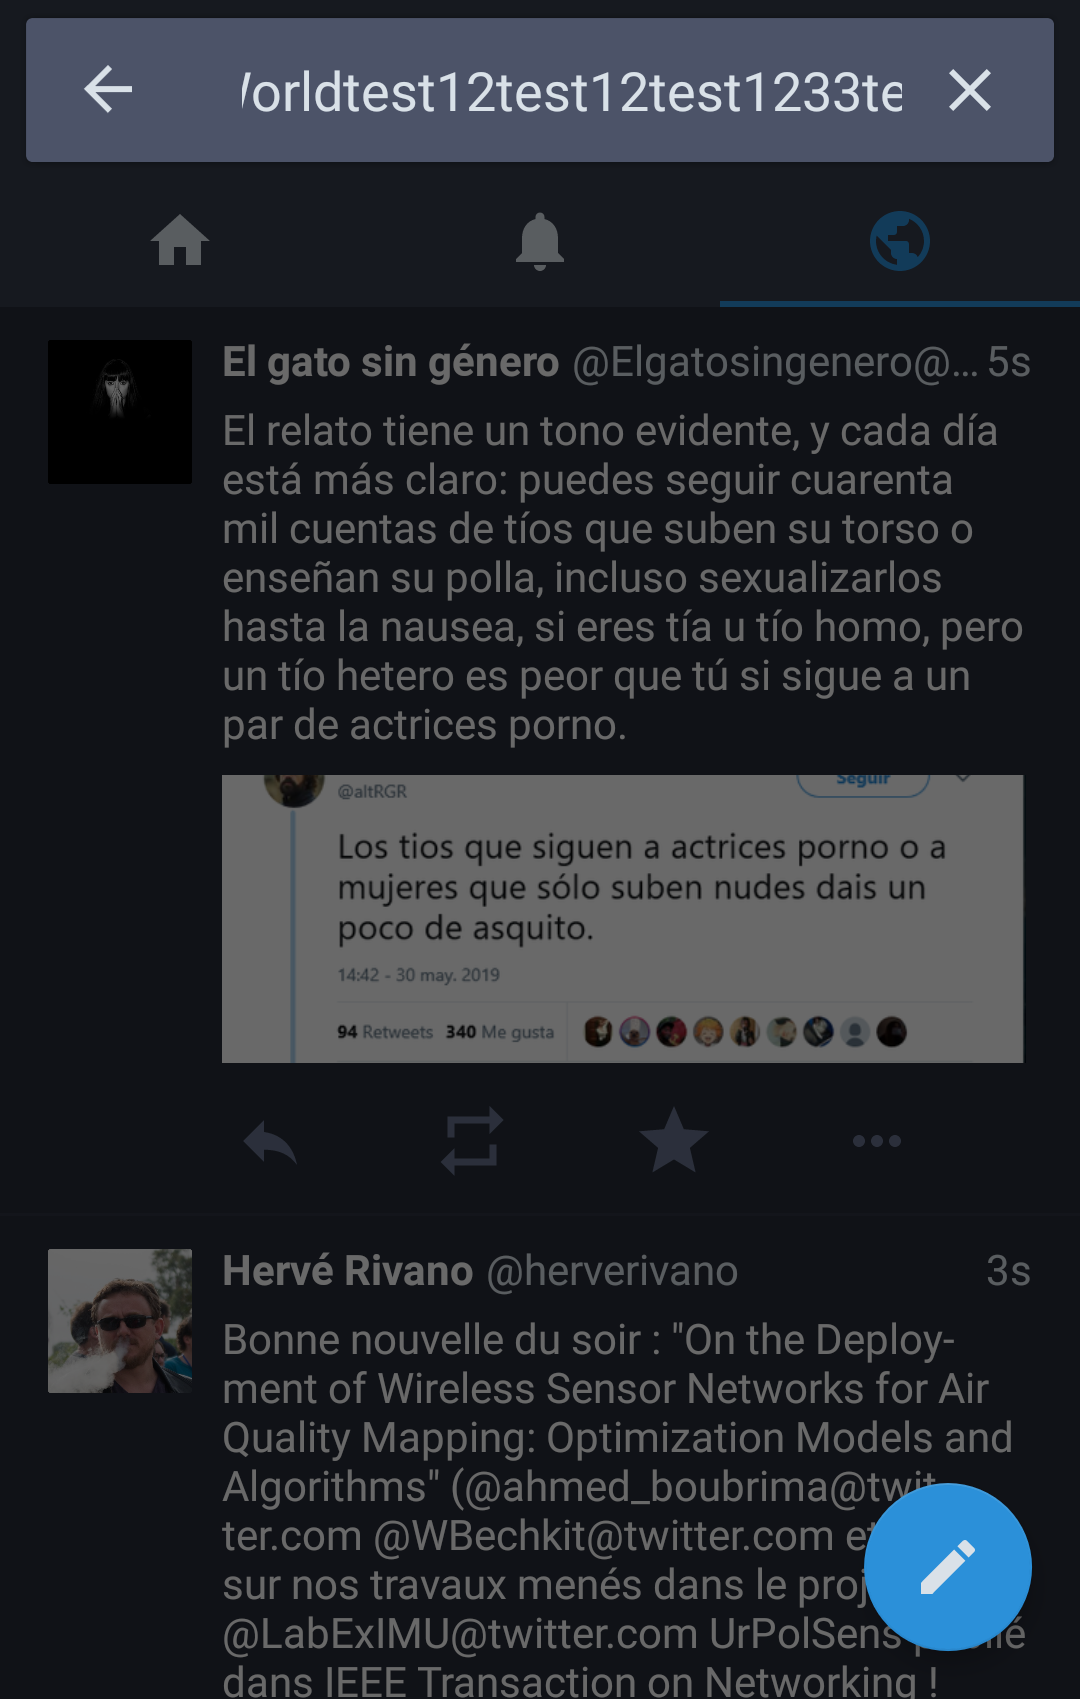 orldtest12test12test1233te
El gato sin género @Elgatosingenero@... 5s
El relato tiene un tono evidente, y cada día
está más claro: puedes seguir cuarenta
mil cuentas de tíos que suben su torso o
enseñan su polla, incluso sexualizarlos
hasta la nausea, si eres tía u tío homo, pero
un tío hetero es peor que tú si sigue a un
par de actrices porno.
@altRGR
Seguir
Los tios que siguen a actrices porno o a
mujeres que sólo suben nudes dais un
poco de asquito.
14:42 - 30 may. 2019
94 Retweets 340 Me gusta
Hervé Rivano @herverivano 3s
Bonne nouvelle du soir : "On the Deploy-
ment of Wireless Sensor Networks for Air
Quality Mapping: Optimization Models and
Algorithms" (@ahmed_boubrima@twit-
ter.com @WBechkit@twitter.com
sur nos travaux menés dans le
@LabExIMU@twitter.com UrPolSens
dans IEEE Transaction on Networking !